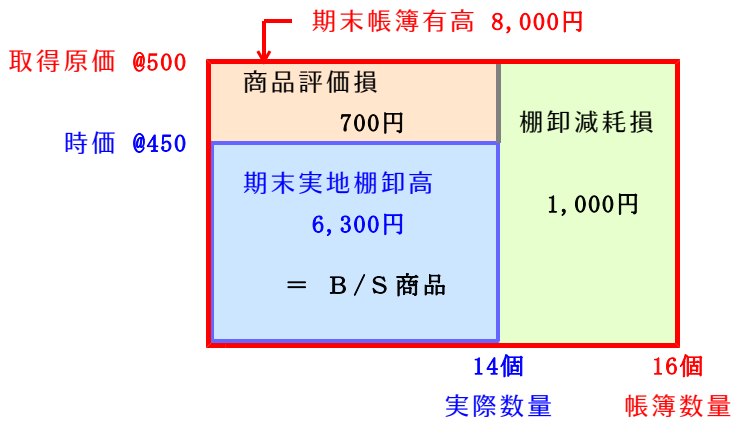 期末帳簿有高 8,000円
取得原価 @500
商品評価損
700円
棚卸減耗損
時価 @450
期末実地棚卸高
1,000円
6,300円
＝ Ｂ/Ｓ商品
14個
16個
実際数量
帳簿数量